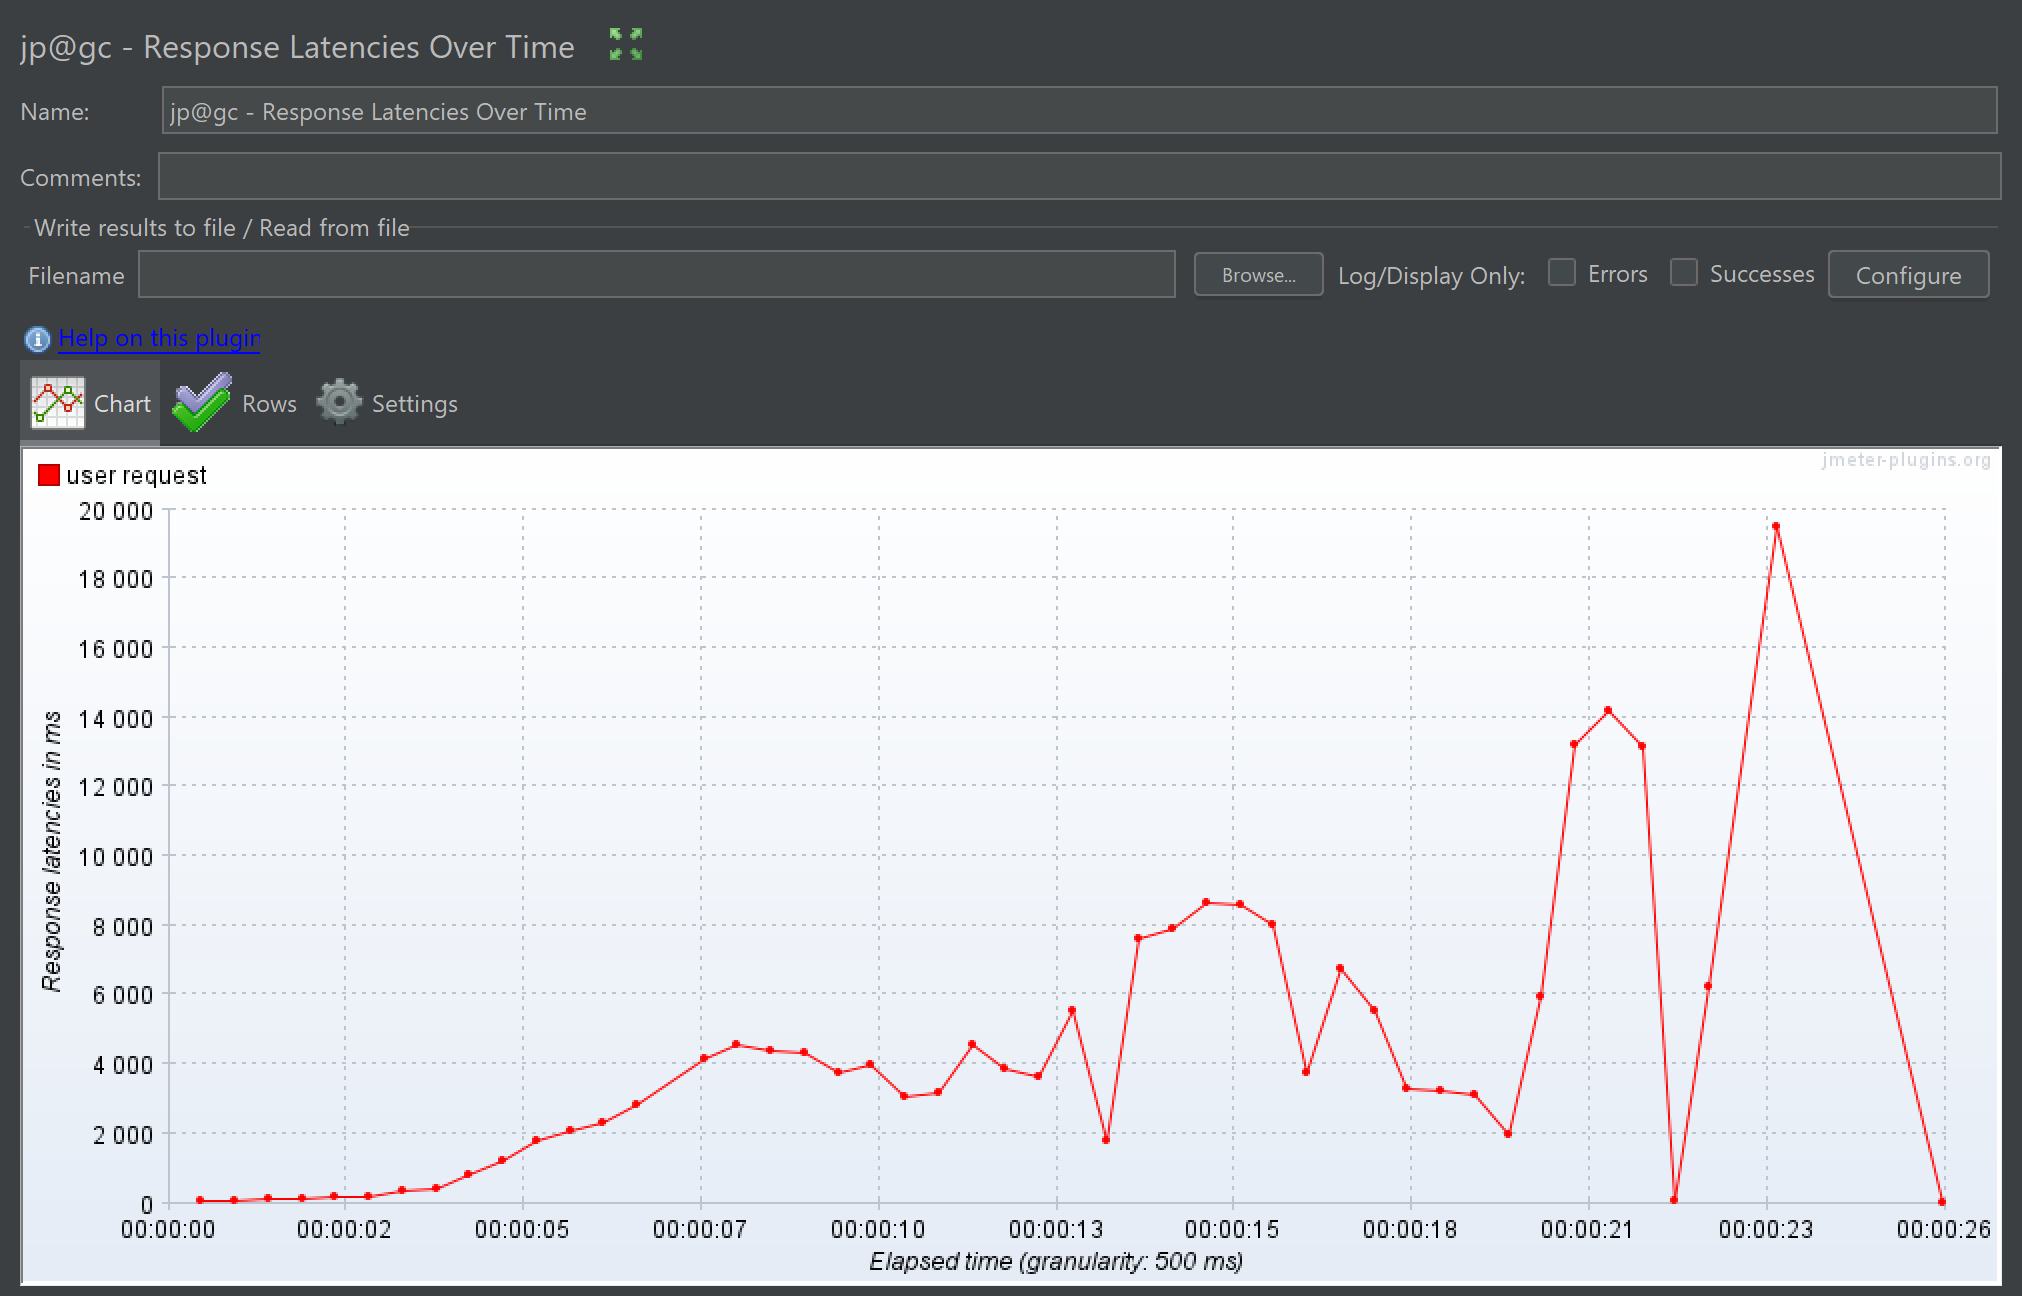 jp@gc - Response Latencies Over Time
Name: jp@gc - Response Latencies Over Time
Comments:
Write results to file / Read from file
Filename Browse... Log/Display Only: Errors Successes Configure
Help on this plugin
Chart Rows Settings
jmeter-plugins.org
user request
20 000
18 000
16 000
14 000
12 000
10 000
8 000
6 000
4 000
2 000
0
Response latencies in ms
00:00:00 00:00:02 00:00:05 00:00:07 00:00:10 00:00:13 00:00:15 00:00:18 00:00:21 00:00:23 00:00:26
Elapsed time (granularity: 500 ms)